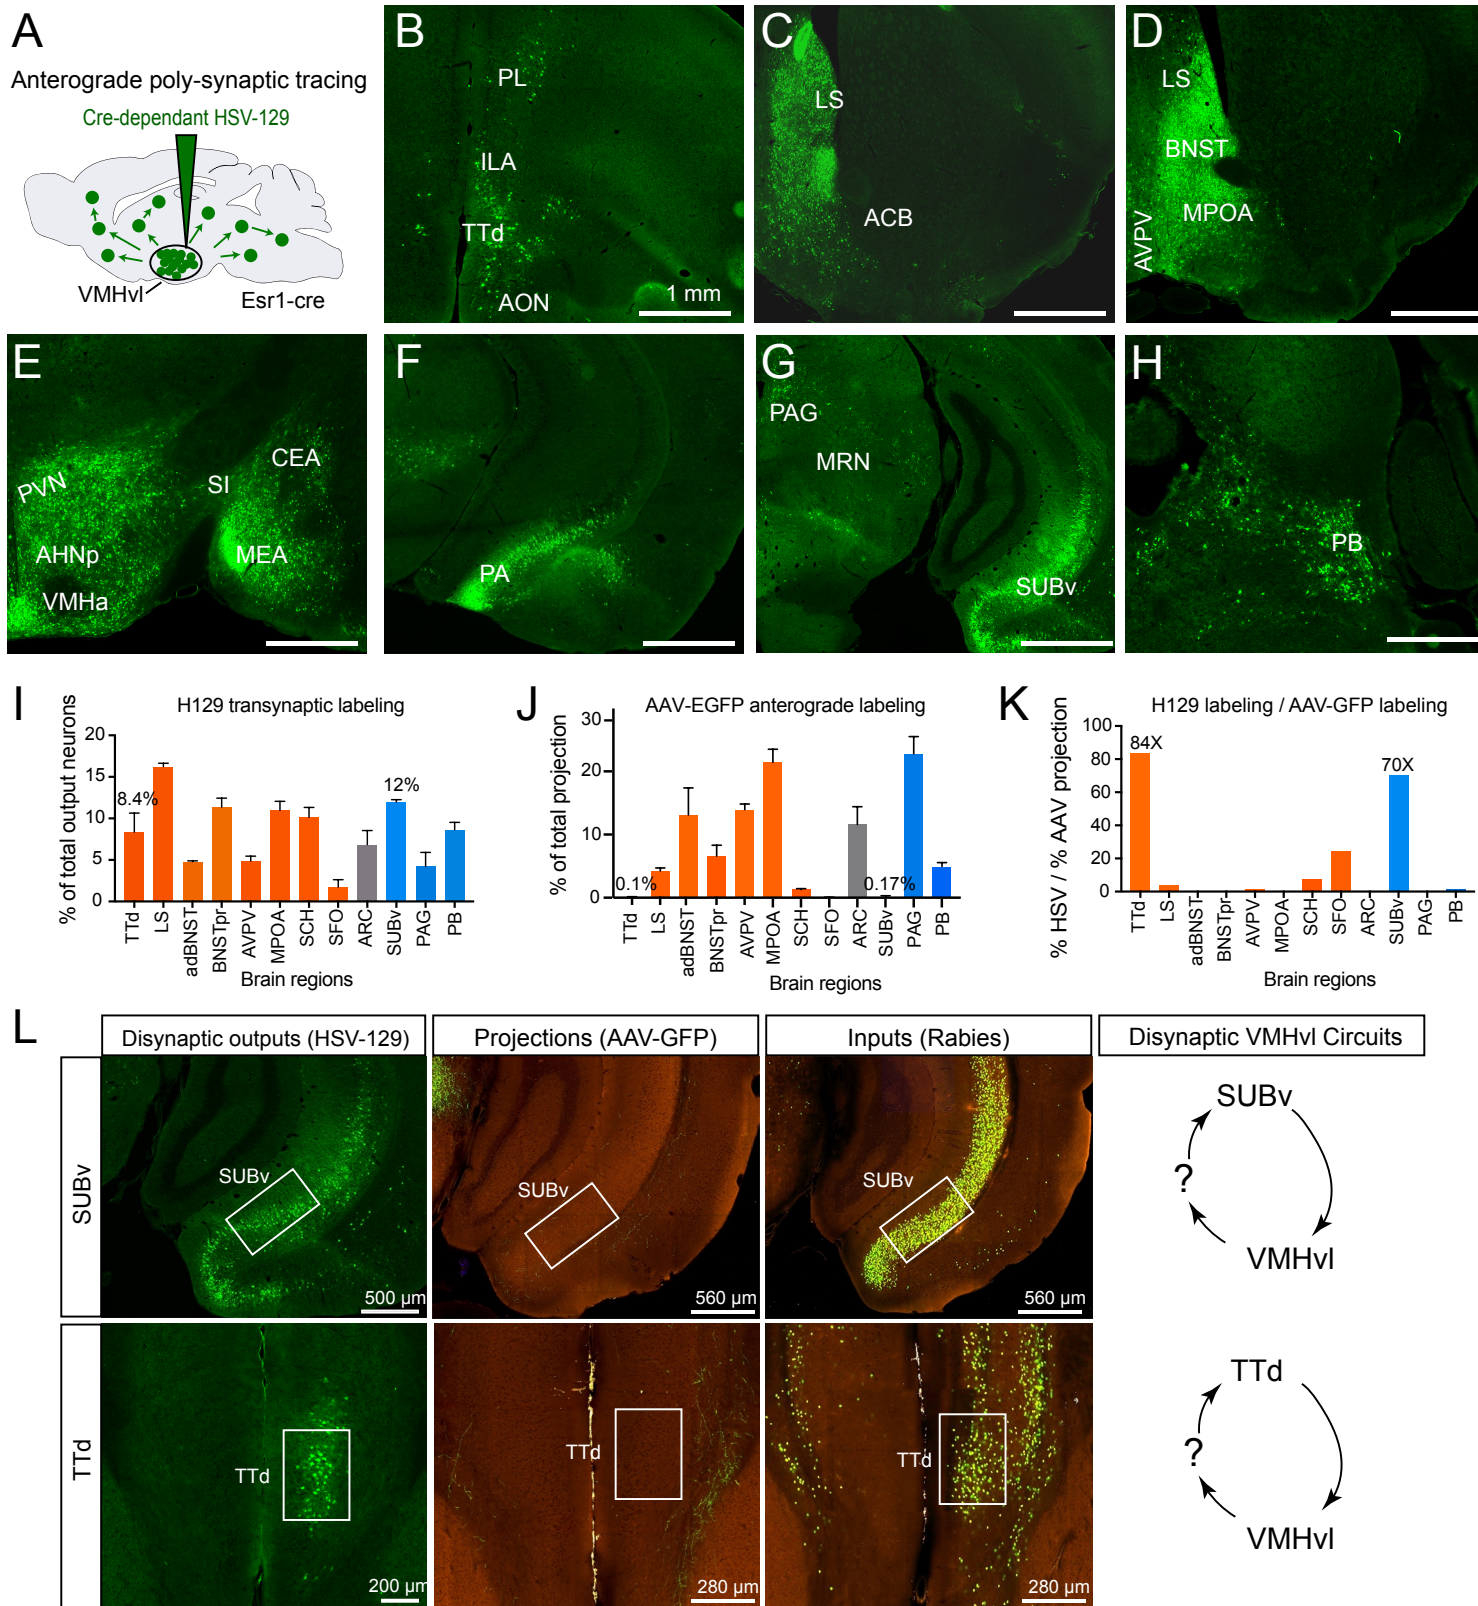 A
Anterograde poly-synaptic tracing
Cre-dependant HSV-129
VMHvl
Esr1-cre
B
PL
ILA
TTd
AON
1 mm
C
LS
ACB
D
LS
BNST
MPOA
AVPV
E
PVN
AHNp
VMHa
SI
CEA
MEA
F
PA
G
PAG
MRN
SUBv
H
PB
I
H129 transynaptic labeling
% of total output neurons
20
15
10
5
0
8.4%
12%
TTd
LS
adBNST
BNSTpr
AVPV
MPOA
SCH
SFO
ARC
SUBv
PAG
PB
Brain regions
J
AAV-EGFP anterograde labeling
% of total projection
30
20
10
0
0.1%
0.17%
TTd
LS
adBNST
BNSTpr
AVPV
MPOA
SCH
SFO
ARC
SUBv
PAG
PB
Brain regions
K
H129 labeling / AAV-GFP labeling
% HSV / % AAV projection
100
80
60
40
20
0
84X
70X
TTd
LS
adBNST
BNSTpr
AVPV
MPOA
SCH
SFO
ARC
SUBv
PAG
PB
Brain regions
L
Disynaptic outputs (HSV-129)
Projections (AAV-GFP)
Inputs (Rabies)
Disynaptic VMHvl Circuits
SUBv
SUBv
500 µm
SUBv
560 µm
SUBv
560 µm
SUBv
?
VMHvl
TTd
TTd
200 µm
TTd
280 µm
TTd
280 µm
TTd
?
VMHvl